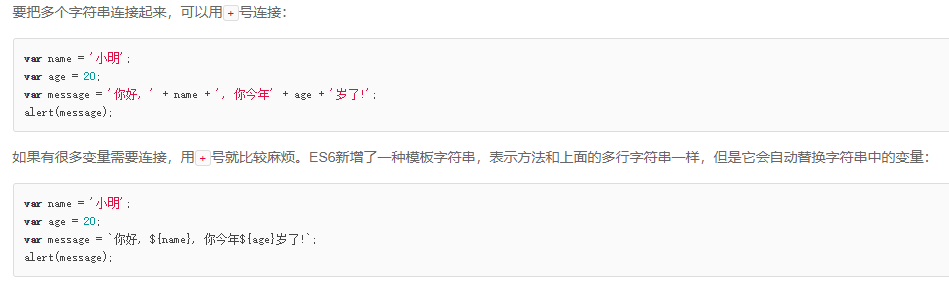 要把多个字符串连接起来，可以用+号连接：
var name = '小明';
var age = 20;
var message = '你好, ' + name + ', 你今年' + age + '岁了!';
alert(message);
如果有很多变量需要连接，用+号就比较麻烦。ES6新增了一种模板字符串，表示方法和上面的多行字符串一样，但是它会自动替换字符串中的变量：
var name = '小明';
var age = 20;
var message = `你好, ${name}, 你今年${age}岁了!`;
alert(message);